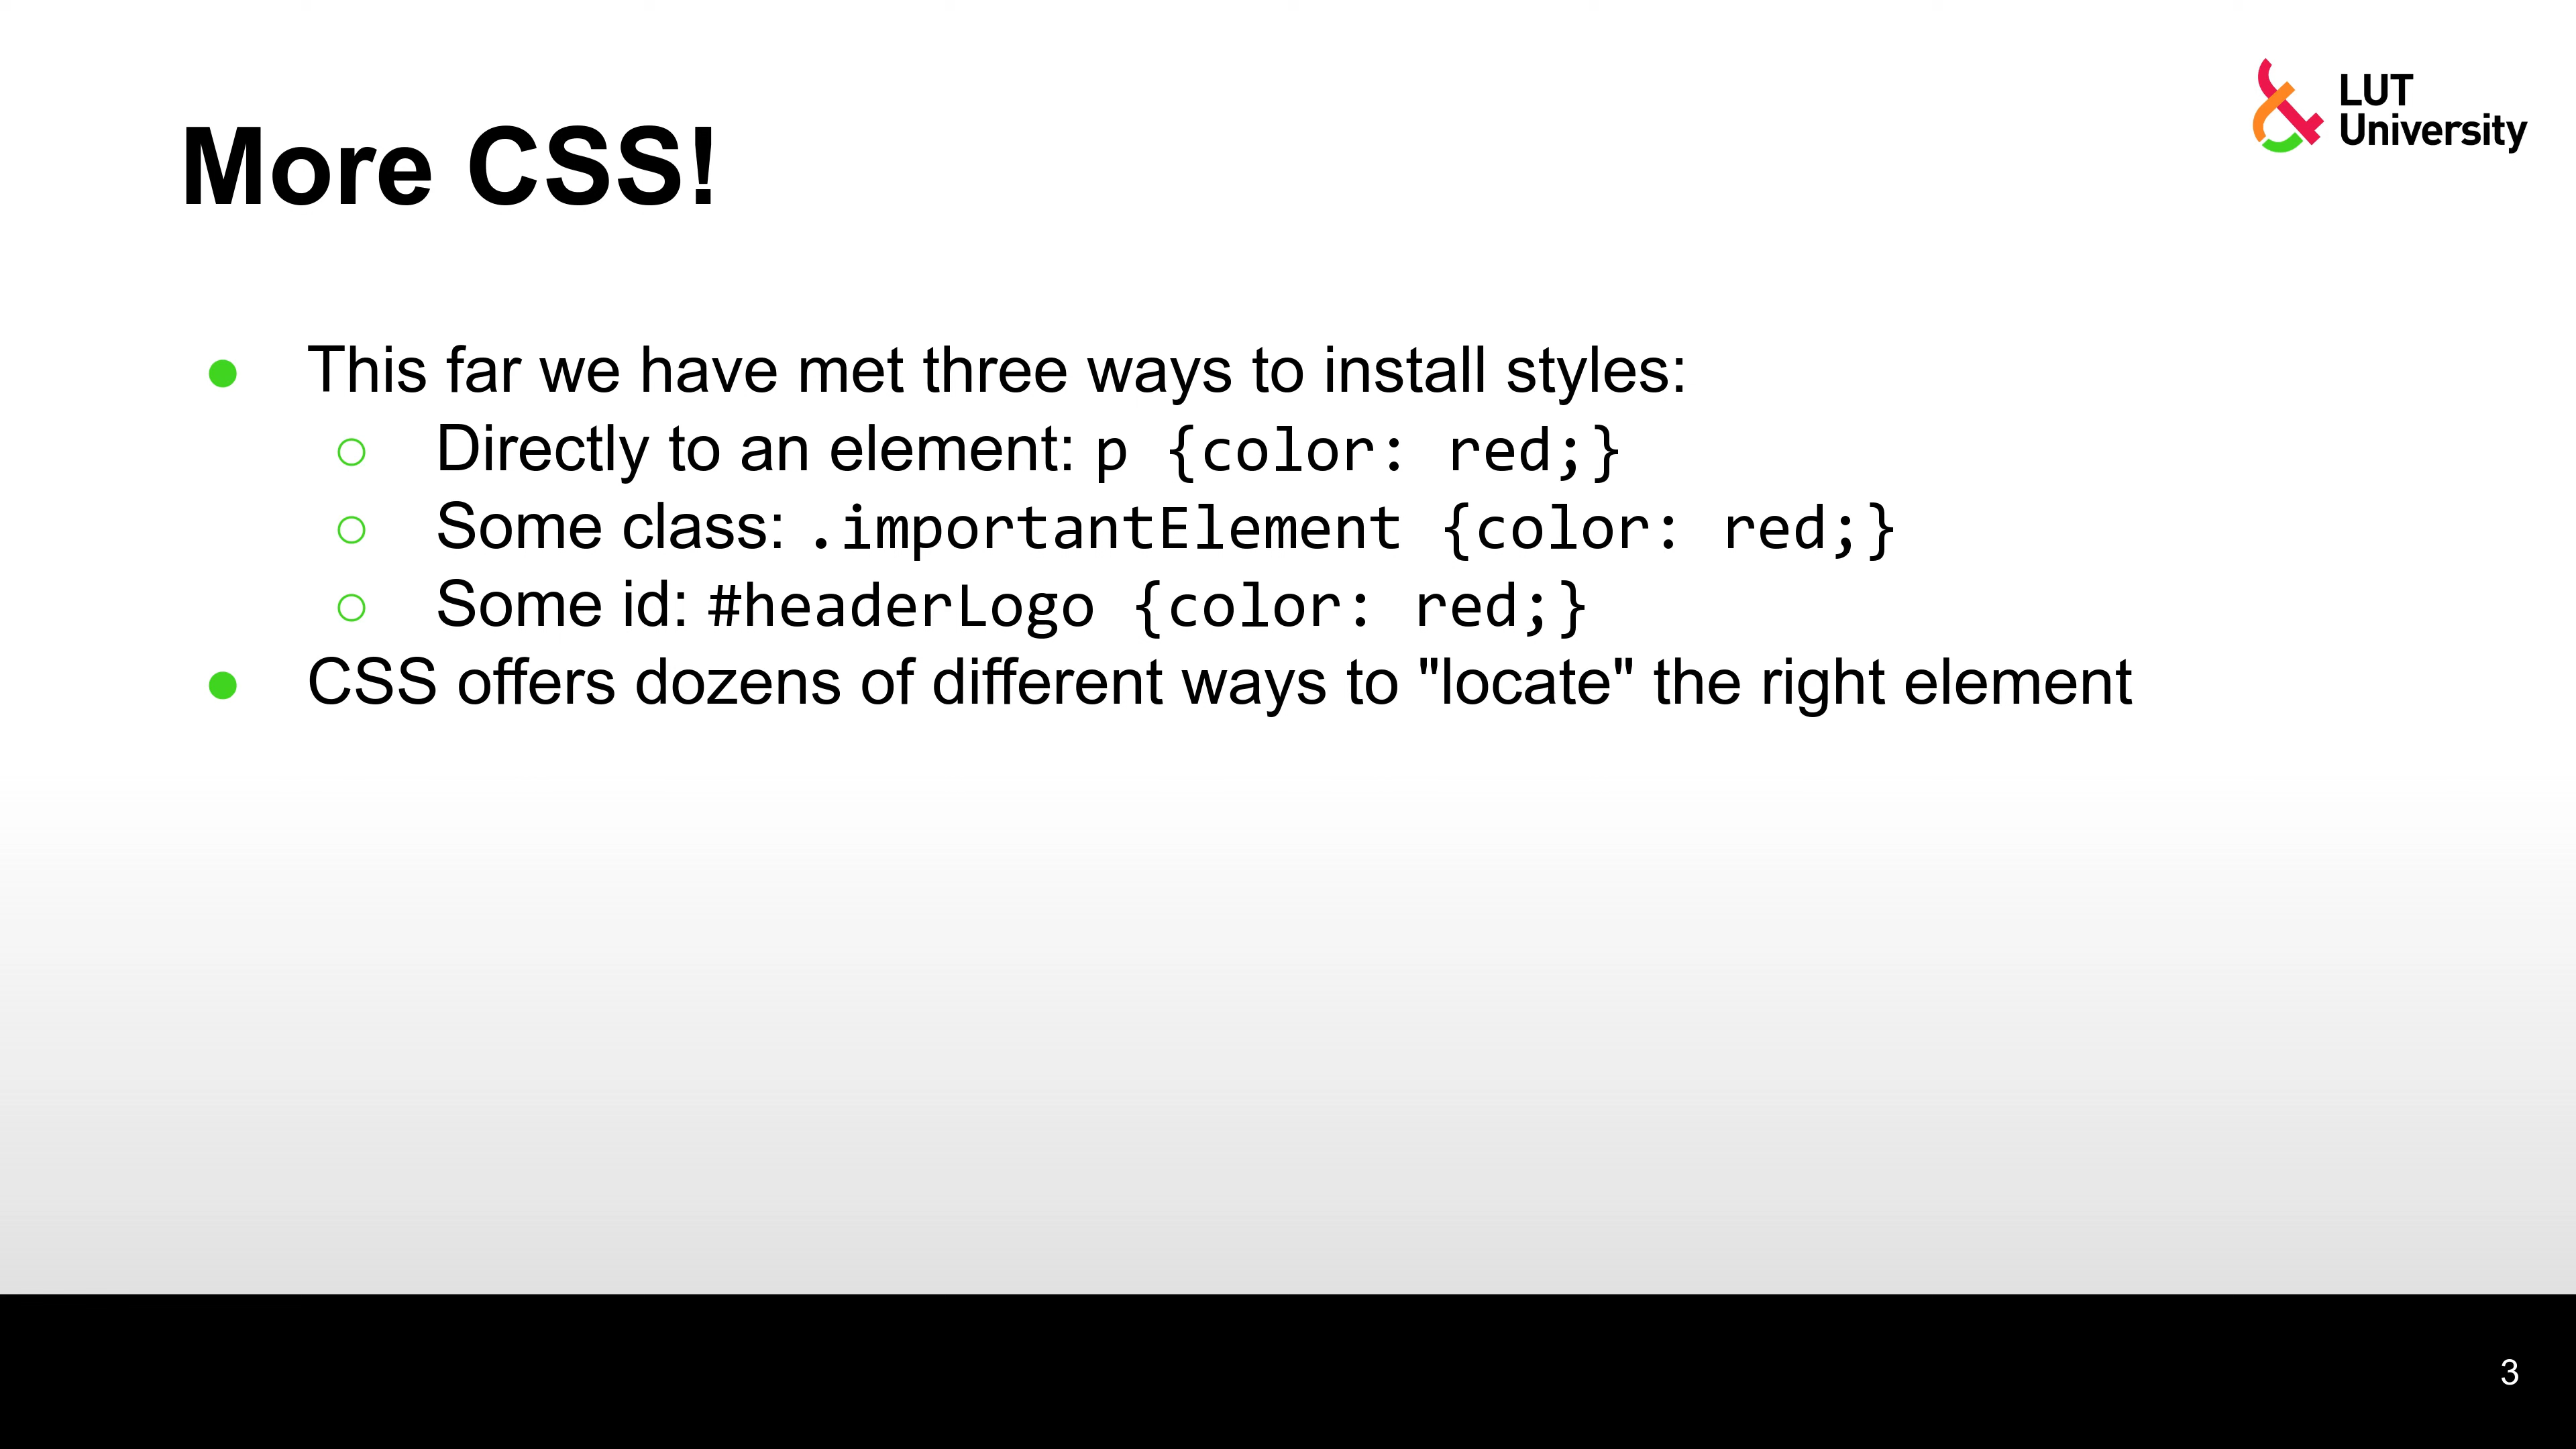 More CSS!
LUT
University
● This far we have met three ways to install styles:
○ Directly to an element: p {color: red;}
○ Some class: .importantElement {color: red;}
○ Some id: #headerLogo {color: red;}
● CSS offers dozens of different ways to "locate" the right element
3